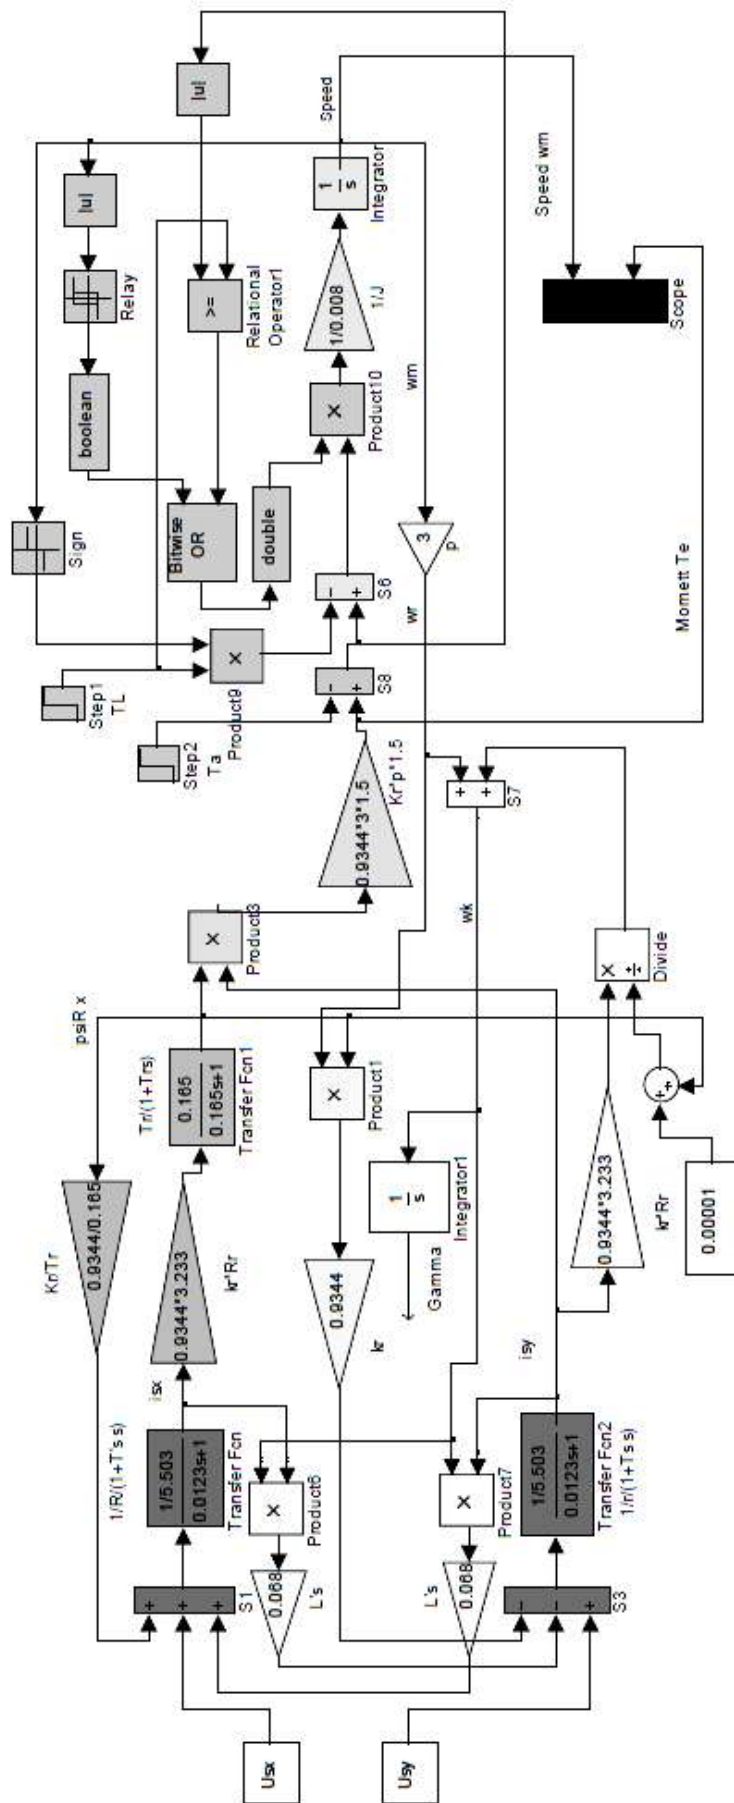 Usx
Usy
+
+
+
S1
-
-
+
S3
1/R/(1+T's s)
1/5.503
0.0123s+1
Transfer Fcn
isx
×
Product6
0.068
L's
×
Product7
0.068
L's
1/5.503
0.0123s+1
Transfer Fcn2
1/r/(1+Ts s)
isy
Kr/Tr
0.9344/0.165
0.9344*3.233
kr*Rr
0.9344
kr
Gamma
1
s
Integrator1
×
Product1
Tr/(1+Trs)
0.165
0.165s+1
Transfer Fcn1
psiR x
×
Product3
0.9344*3.233
kr*Rr
0.00001
+
+
×
÷
Divide
wk
+
+
S7
0.9344*3*1.5
Kr*p*1.5
Step1
TL
Step2
Ta
×
Product9
-
+
S8
-
+
S6
wr
3
p
wm
Sign
Bitwise
OR
double
boolean
Relay
|u|
|u|
>=
Relational
Operator1
×
Product10
1/0.008
1/J
1
s
Integrator
Speed
Speed wm
Scope
Momett Te